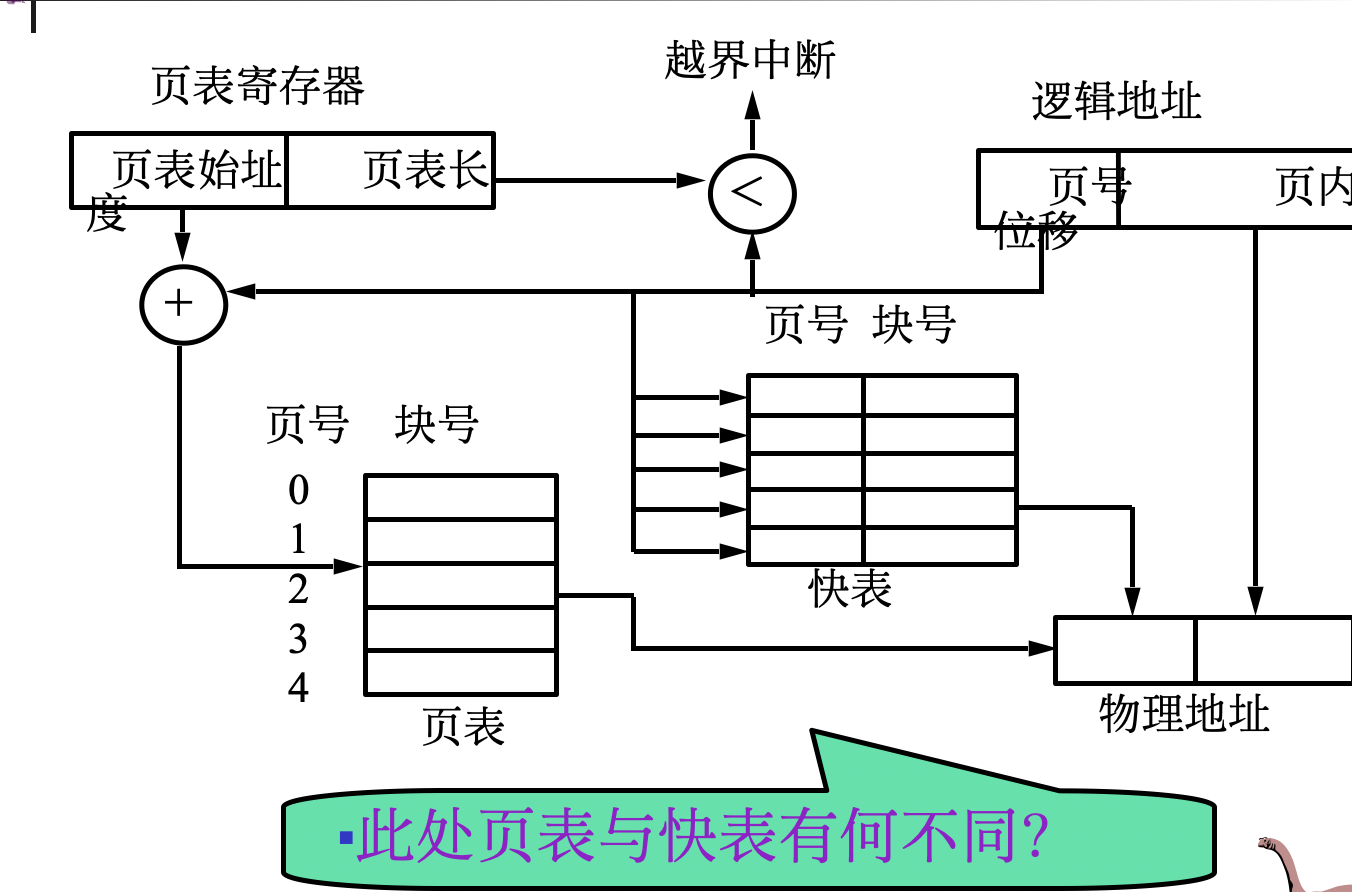 越界中断
页表寄存器
逻辑地址
页表始址 页表长
度
<
页号 页内
位移
+
页号 块号
页号 块号
0
1
2
3
4
快表
页表
物理地址
▪此处页表与快表有何不同?